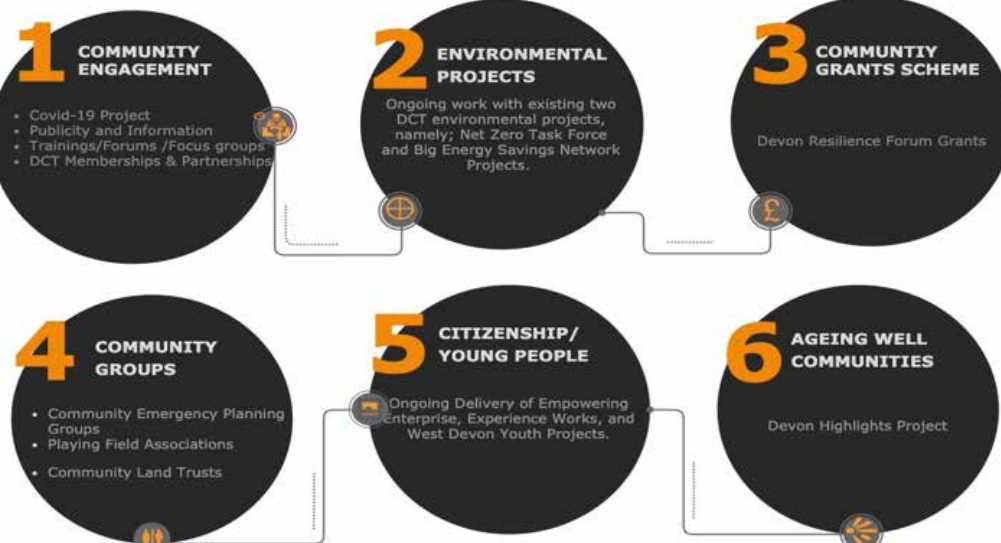 1 COMMUNITY
ENGAGEMENT
• Covid-19 Project
• Publicity and Information
• Trainings/Forums /Focus groups
• DCT Memberships & Partnerships
2 ENVIRONMENTAL
PROJECTS
Ongoing work with existing two
DCT environmental projects,
namely; Net Zero Task Force
and Big Energy Savings Network
Projects.
3 COMMUNTIY
GRANTS SCHEME
Devon Resilience Forum Grants
£
4 COMMUNITY
GROUPS
• Community Emergency Planning
Groups
• Playing Field Associations
• Community Land Trusts
5 CITIZENSHIP/
YOUNG PEOPLE
Ongoing Delivery of Empowering
Enterprise, Experience Works, and
West Devon Youth Projects.
6 AGEING WELL
COMMUNITIES
Devon Highlights Project